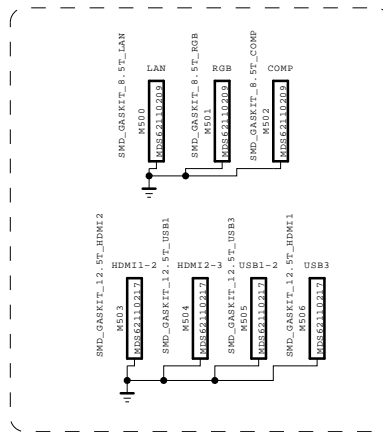 LAN
RGB
COMP
SMD_GASKIT_8.5T_LAN
M500
MDS62110209
SMD_GASKIT_8.5T_RGB
M501
MDS62110209
SMD_GASKIT_8.5T_COMP
M502
MDS62110209
HDMI1-2
HDMI2-3
USB1-2
USB3
SMD_GASKIT_12.5T_HDMI2
M503
MDS62110217
SMD_GASKIT_12.5T_USB1
M504
MDS62110217
SMD_GASKIT_12.5T_USB3
M505
MDS62110217
SMD_GASKIT_12.5T_HDMI1
M506
MDS62110217